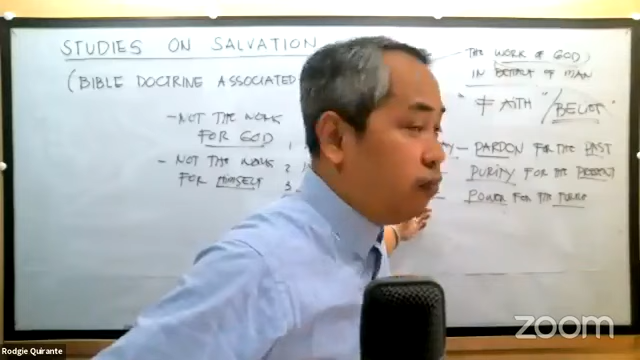 STUDIES ON SALVATION
(BIBLE DOCTRINE ASSOCIATED
- NOT THE WORK
FOR GOD
- NOT THE WORK
FOR HIMSELF
1
2
3
THE WORK OF GOD
IN BEHALF OF MAN
"FAITH"/BELIEF"
- PARDON FOR THE PAST
PURITY FOR THE PRESENT
POWER FOR THE FUTURE
zoom
Rodgie Quirante